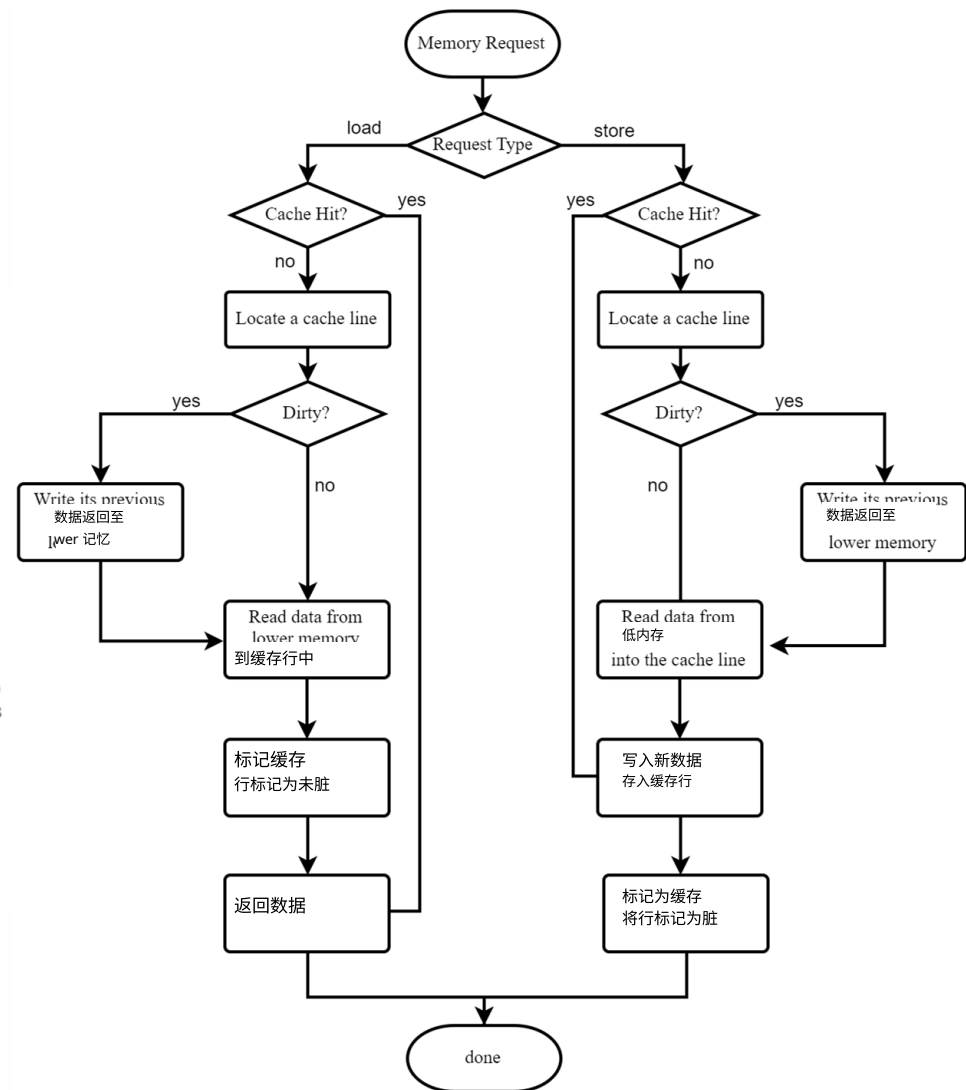 Memory Request
load
Request Type
store
Cache Hit?
yes
yes
Cache Hit?
no
no
Locate a cache line
Locate a cache line
yes
Dirty?
Dirty?
yes
no
no
Write its previous
数据返回至
wer 记忆
Write its previous
数据返回至
lower memory
Read data from
lower memory
到缓存行中
Read data from
低内存
into the cache line
标记缓存
行标记为未脏
写入新数据
存入缓存行
返回数据
标记为缓存
将行标记为脏
done